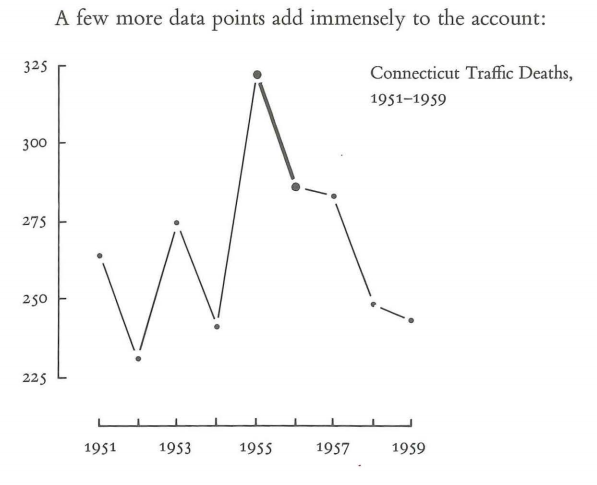 A few more data points add immensely to the account:
325
Connecticut Traffic Deaths,
1951–1959
300
275
250
225
1951 1953 1955 1957 1959